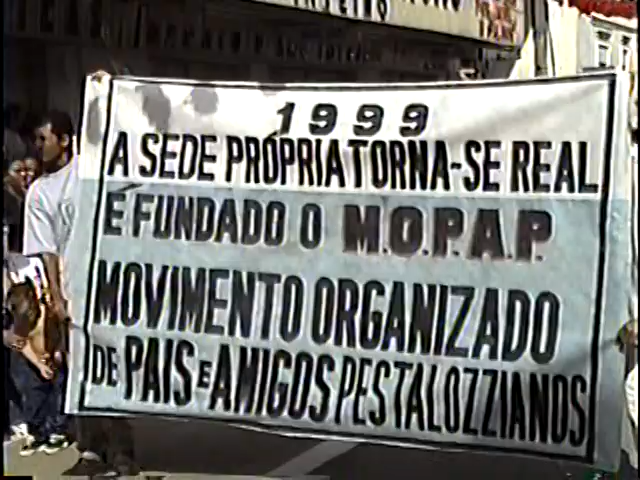 1999
A SEDE PRÓPRIA TORNA-SE REAL
É FUNDADO O M.O.P.A.P.
MOVIMENTO ORGANIZADO
DE PAIS E AMIGOS PESTALOZZIANOS